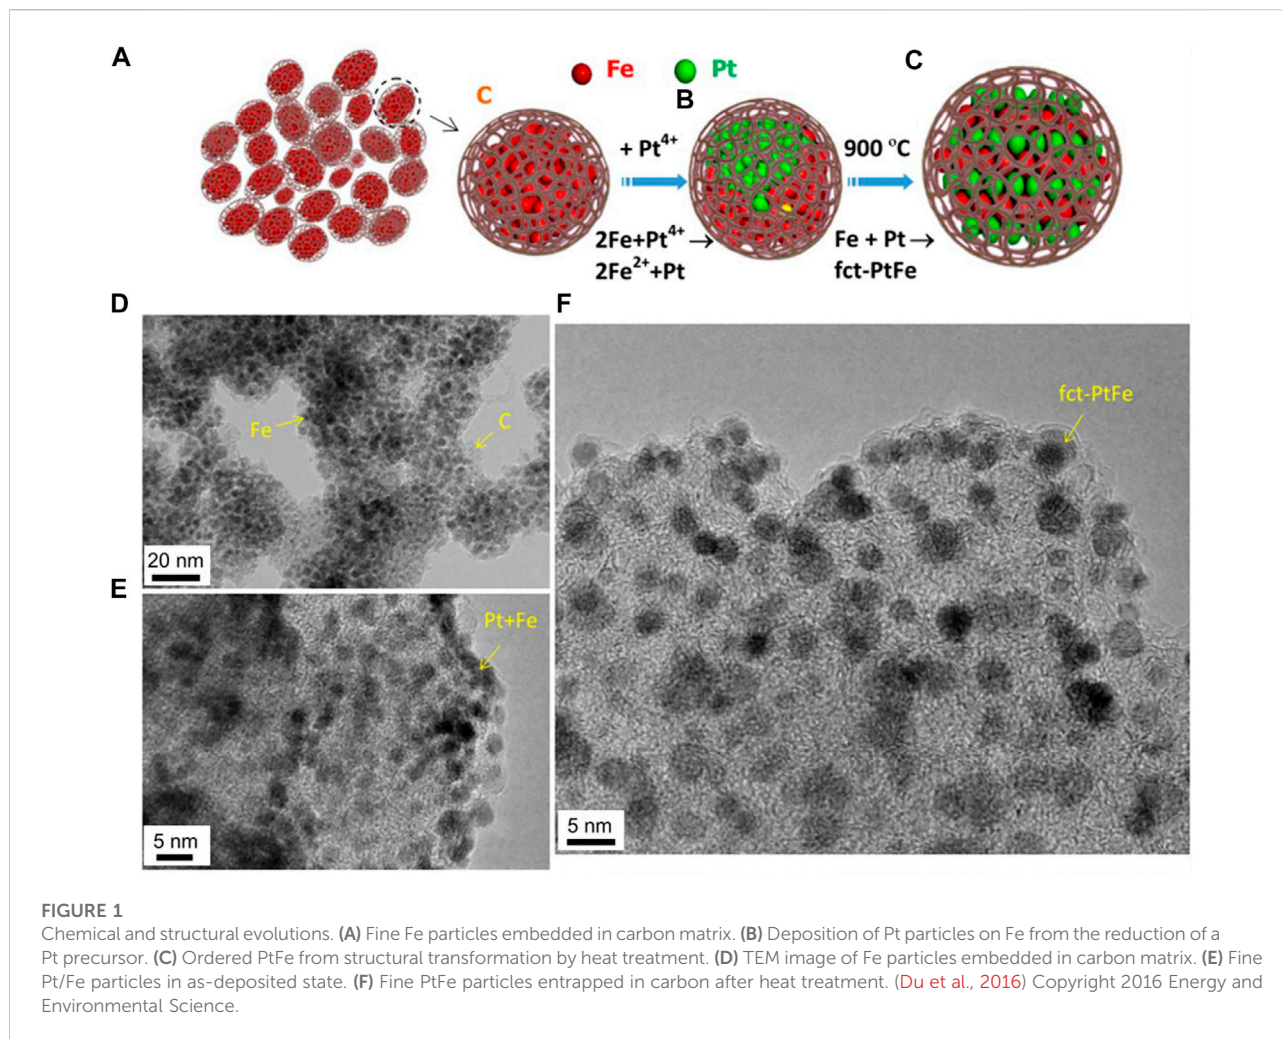 A
Fe
Pt
C
C
B
+ Pt⁴⁺
900 °C
2Fe+Pt⁴⁺→
2Fe²⁺+Pt
Fe + Pt→
fct-PtFe
D
Fe
C
20 nm
E
Pt+Fe
5 nm
F
fct-PtFe
5 nm
FIGURE 1
Chemical and structural evolutions. (A) Fine Fe particles embedded in carbon matrix. (B) Deposition of Pt particles on Fe from the reduction of a
Pt precursor. (C) Ordered PtFe from structural transformation by heat treatment. (D) TEM image of Fe particles embedded in carbon matrix. (E) Fine
Pt/Fe particles in as-deposited state. (F) Fine PtFe particles entrapped in carbon after heat treatment. (Du et al., 2016) Copyright 2016 Energy and
Environmental Science.